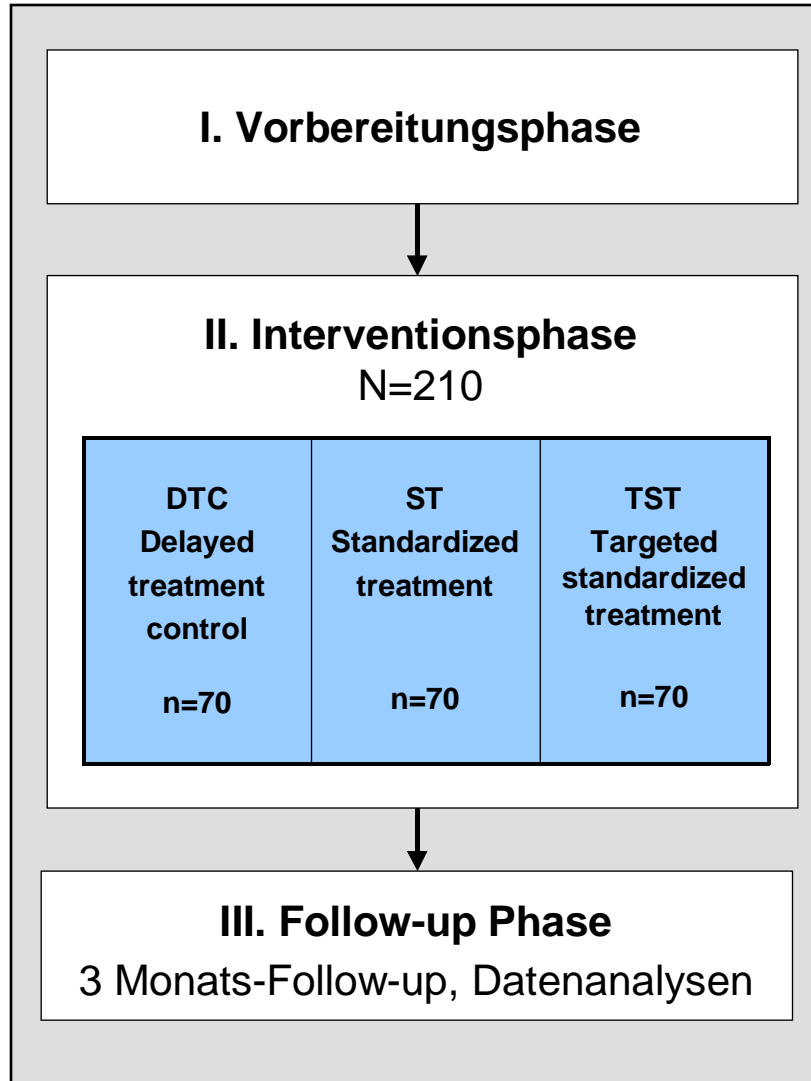 I. Vorbereitungsphase
II. Interventionsphase
N=210
DTC
Delayed
treatment
control
n=70
ST
Standardized
treatment
n=70
TST
Targeted
standardized
treatment
n=70
III. Follow-up Phase
3 Monats-Follow-up, Datenanalysen